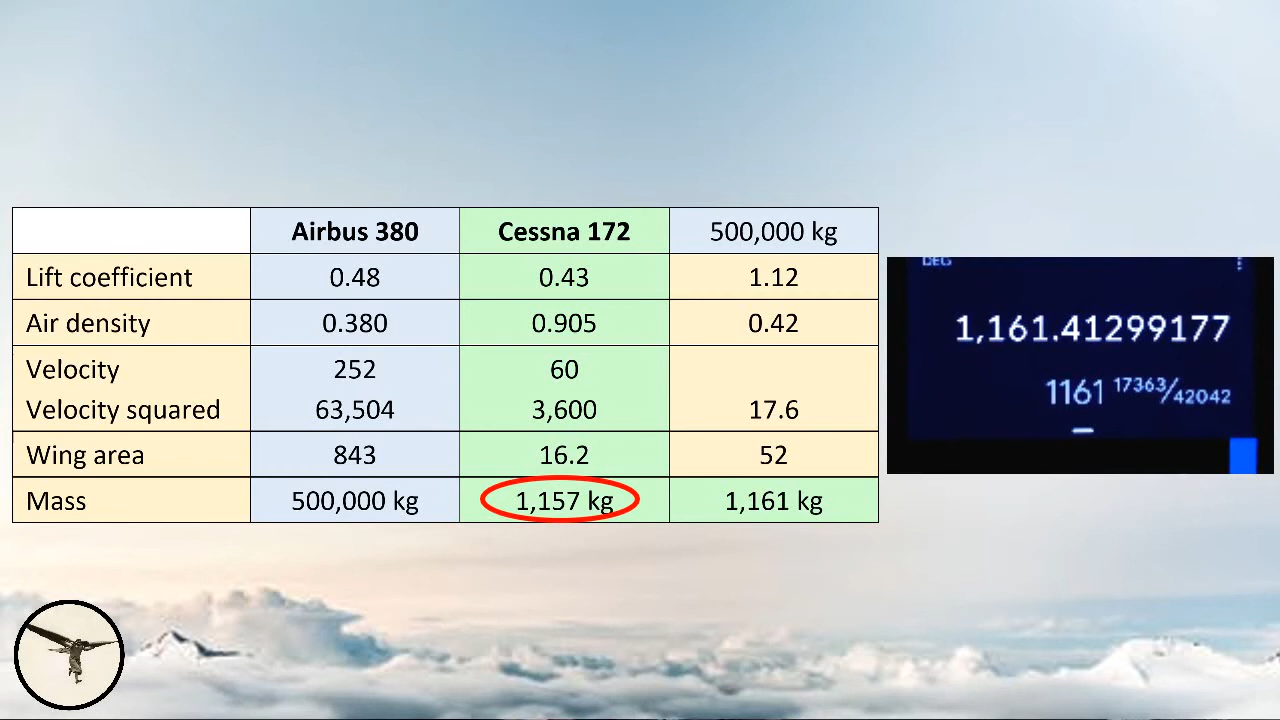 Airbus 380 Cessna 172 500,000 kg
Lift coefficient 0.48 0.43 1.12
Air density 0.380 0.905 0.42
Velocity 252 60
Velocity squared 63,504 3,600 17.6
Wing area 843 16.2 52
Mass 500,000 kg 1,157 kg 1,161 kg
DEG
1,161.41299177
1161 17363/42042